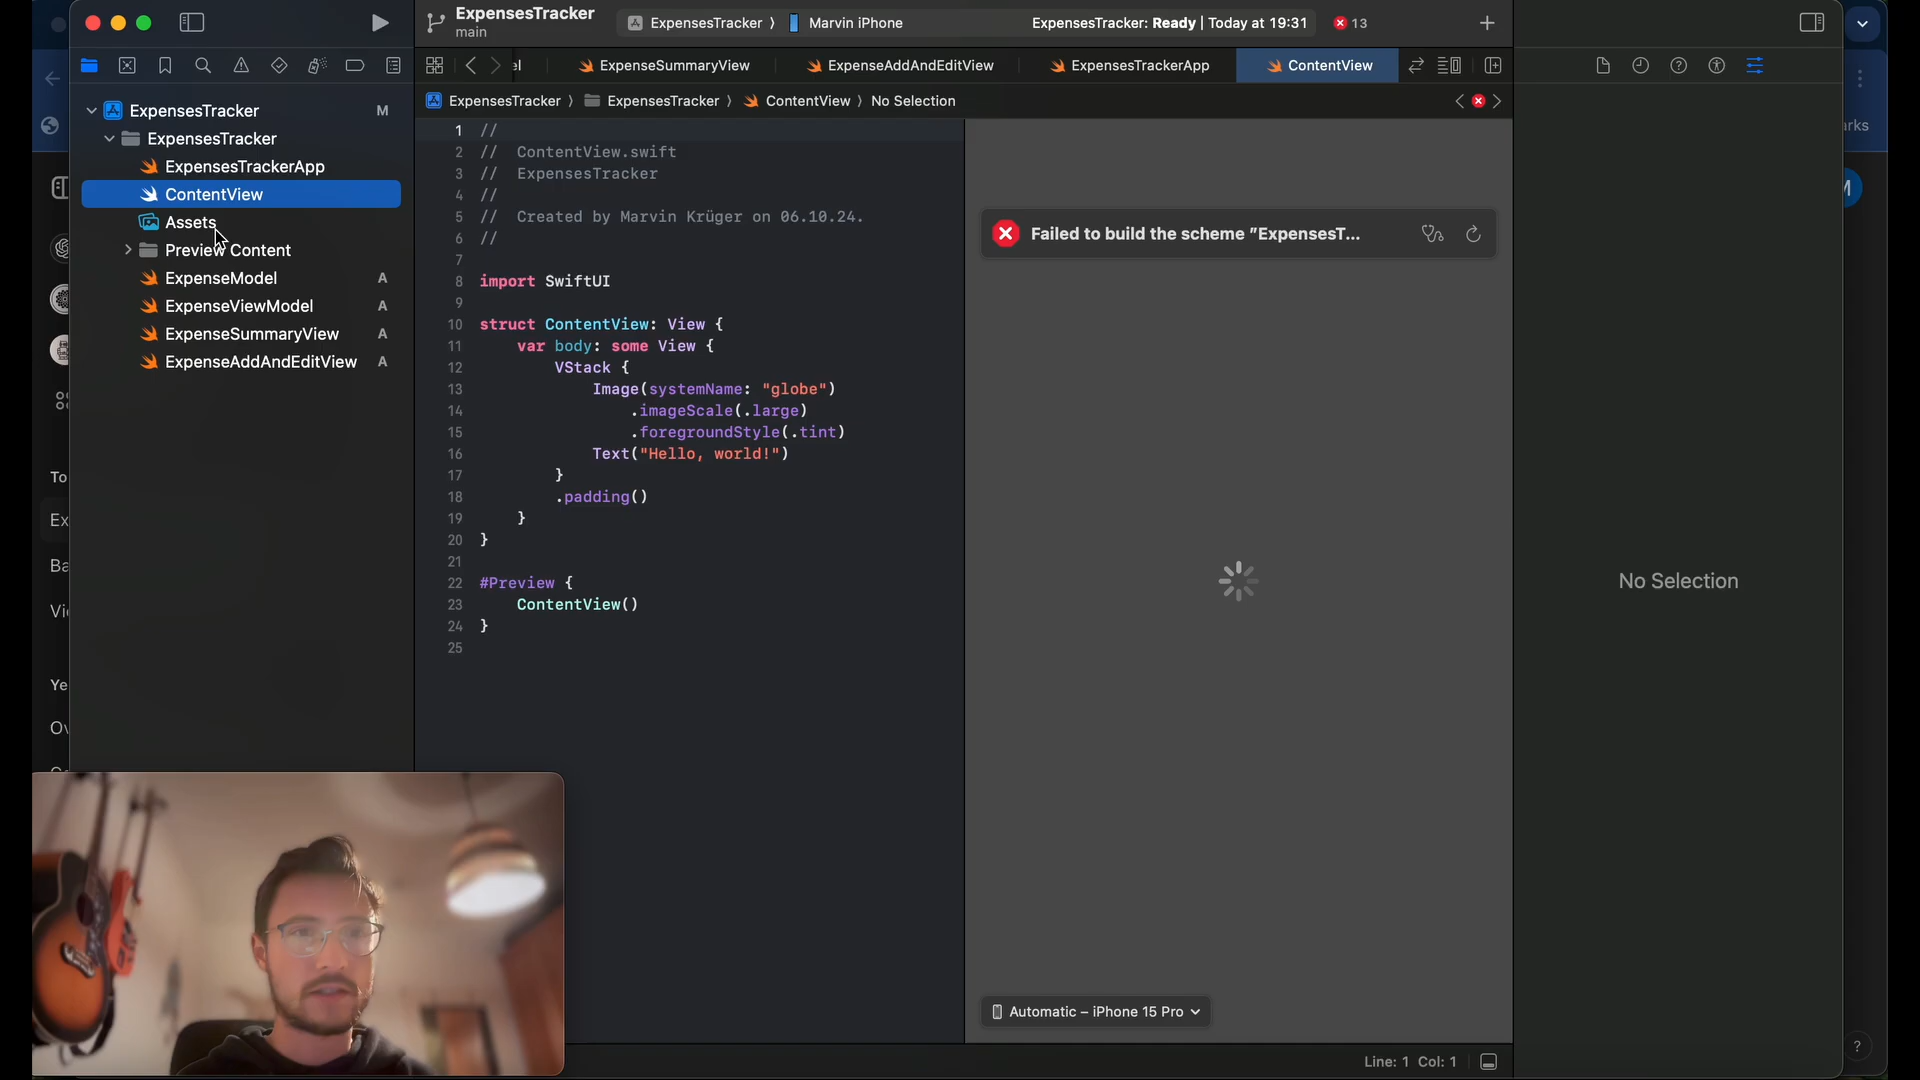 ExpensesTracker
main
ExpensesTracker 〉 Marvin iPhone
ExpensesTracker: Ready | Today at 19:31
13
ExpenseSummaryView
ExpenseAddAndEditView
ExpensesTrackerApp
ContentView
ExpensesTracker 〉 ExpensesTracker 〉 ContentView 〉 No Selection
ExpensesTracker M
ExpensesTracker
ExpensesTrackerApp
ContentView
Assets
Preview Content
ExpenseModel A
ExpenseViewModel A
ExpenseSummaryView A
ExpenseAddAndEditView A
1 //
2 // ContentView.swift
3 // ExpensesTracker
4 //
5 // Created by Marvin Krüger on 06.10.24.
6 //
7
8 import SwiftUI
9
10 struct ContentView: View {
11 var body: some View {
12 VStack {
13 Image(systemName: "globe")
14 .imageScale(.large)
15 .foregroundStyle(.tint)
16 Text("Hello, world!")
17 }
18 .padding()
19 }
20 }
21
22 #Preview {
23 ContentView()
24 }
25
Failed to build the scheme "ExpensesT...
Automatic – iPhone 15 Pro
No Selection
Line: 1 Col: 1